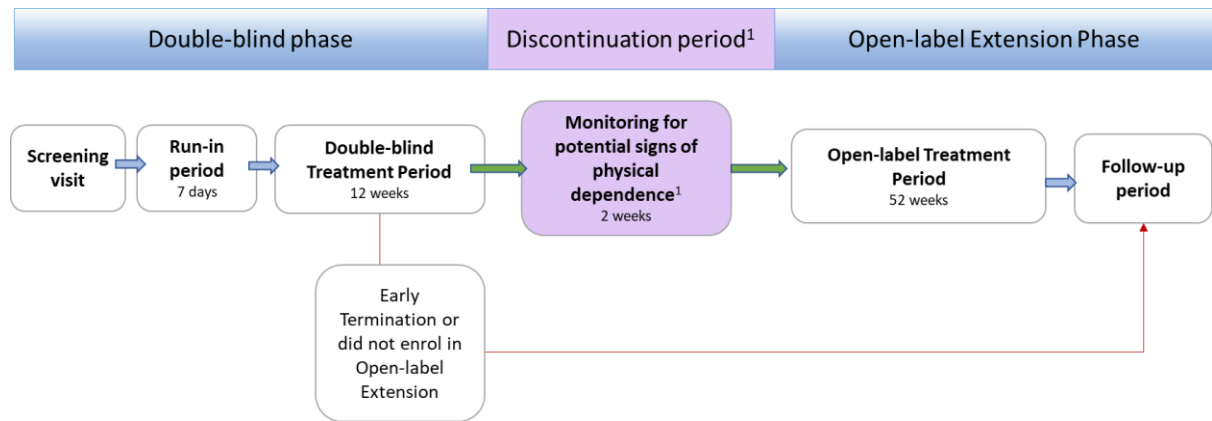 Double-blind phase
Discontinuation period¹
Open-label Extension Phase
Screening
visit
Run-in
period
7 days
Double-blind
Treatment Period
12 weeks
Monitoring for
potential signs of
physical
dependence¹
2 weeks
Open-label Treatment
Period
52 weeks
Follow-up
period
Early
Termination or
did not enrol in
Open-label
Extension